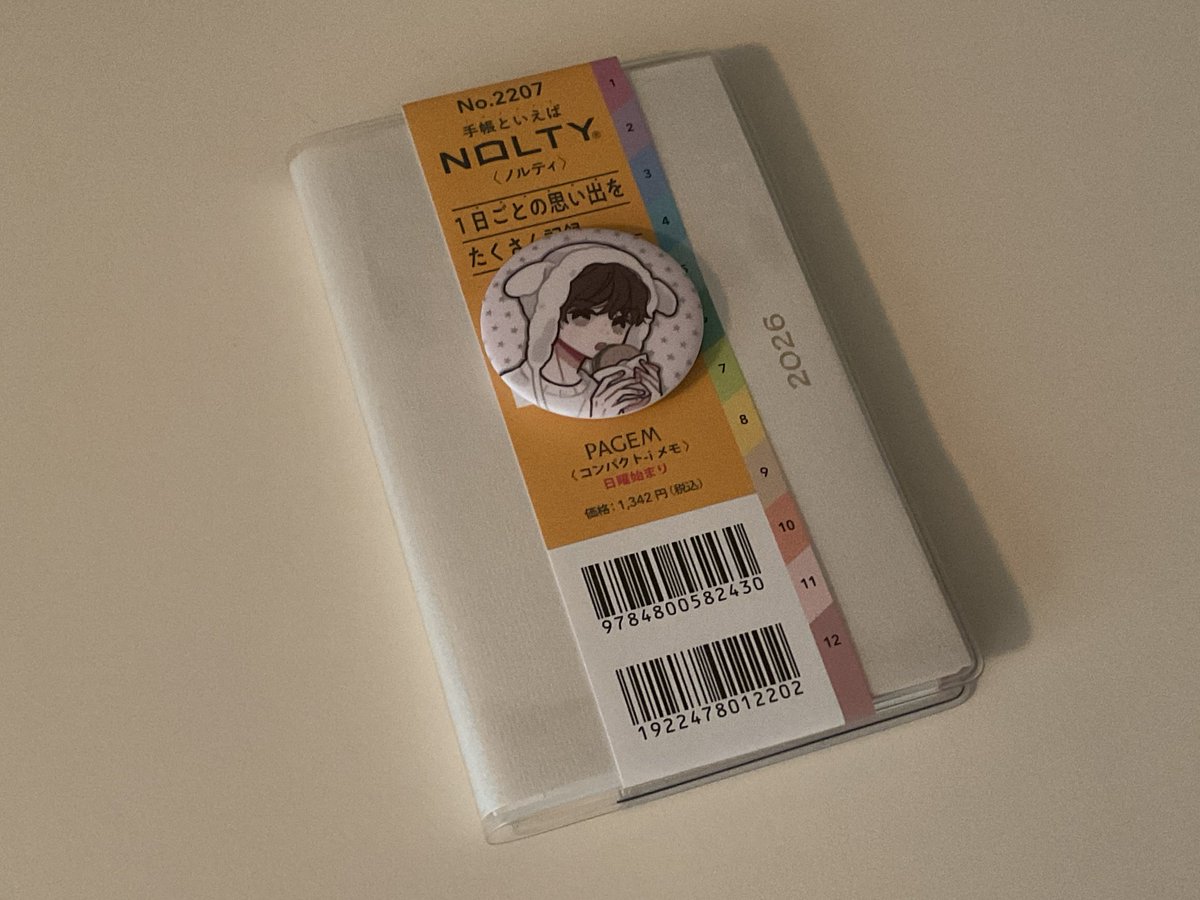 No.2207
手帳といえば
NOLTY®
〈ノルティ〉
1日ごとの思い出を
たくさん記録
PAGEM
〈コンパクト-i メモ〉
日曜始まり
価格：1,342円（税込）
9784800582430
1922478012202
1
2
3
4
5
7
8
9
10
11
12
2026